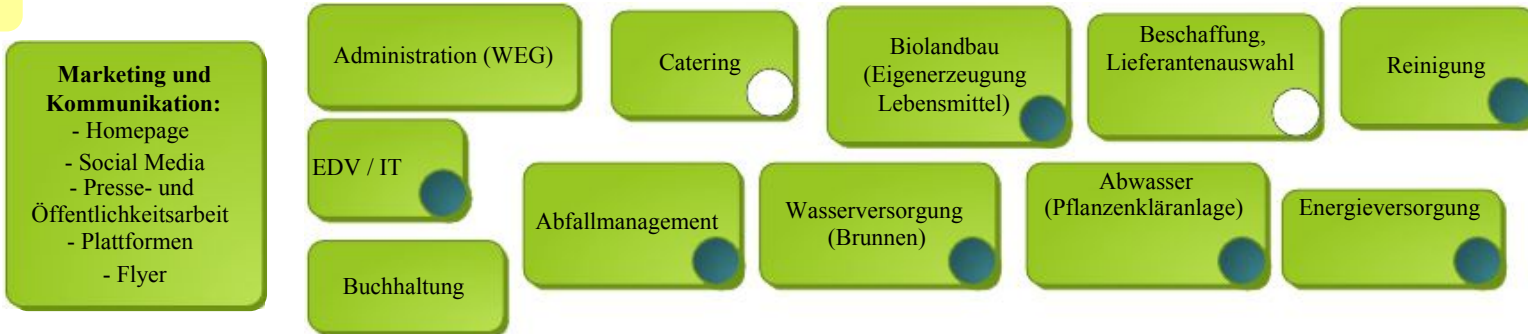 Marketing und
Kommunikation:
- Homepage
- Social Media
- Presse- und
Öffentlichkeitsarbeit
- Plattformen
- Flyer
Administration (WEG)
Catering
Biolandbau
(Eigenerzeugung
Lebensmittel)
Beschaffung,
Lieferantenauswahl
Reinigung
EDV / IT
Abfallmanagement
Wasserversorgung
(Brunnen)
Abwasser
(Pflanzenkläranlage)
Energieversorgung
Buchhaltung